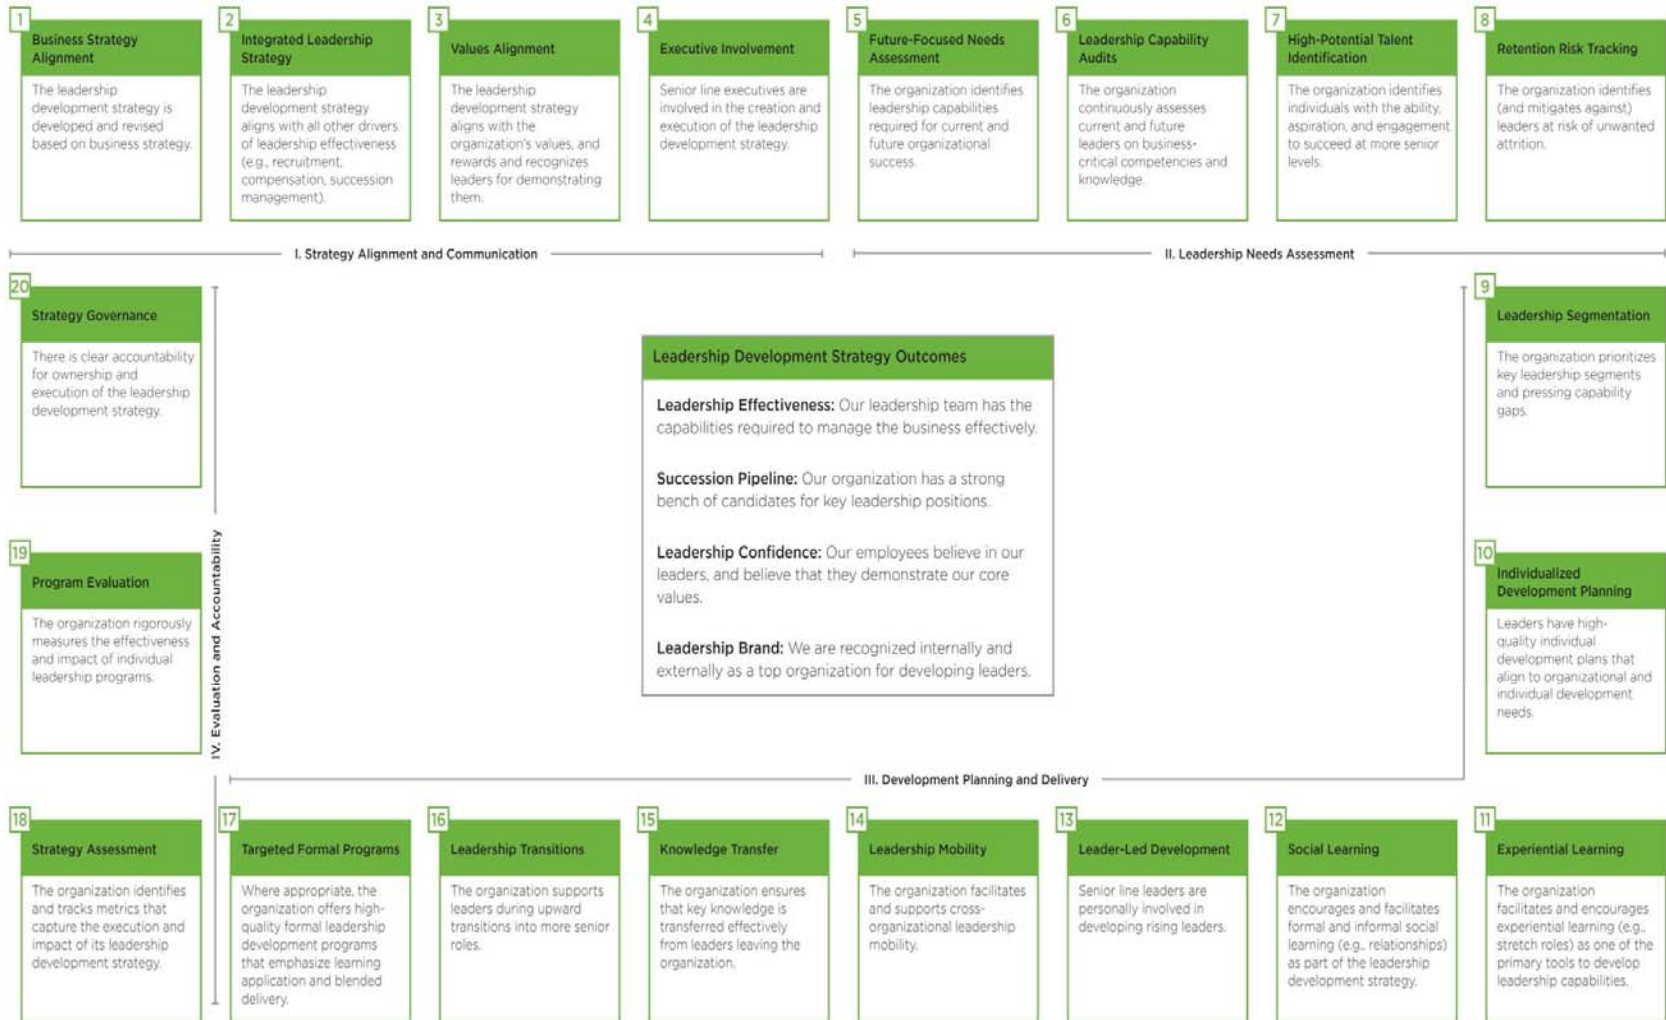 1
Business Strategy
Alignment
The leadership
development strategy is
developed and revised
based on business strategy.
2
Integrated Leadership
Strategy
The leadership
development strategy
aligns with all other drivers
of leadership effectiveness
(e.g., recruitment,
compensation, succession
management).
3
Values Alignment
The leadership
development strategy
aligns with the
organization's values, and
rewards and recognizes
leaders for demonstrating
them.
4
Executive Involvement
Senior line executives are
involved in the creation and
execution of the leadership
development strategy.
5
Future-Focused Needs
Assessment
The organization identifies
leadership capabilities
required for current and
future organizational
success.
6
Leadership Capability
Audits
The organization
continuously assesses
current and future
leaders on business-
critical competencies and
knowledge.
7
High-Potential Talent
Identification
The organization identifies
individuals with the ability,
aspiration, and engagement
to succeed at more senior
levels.
8
Retention Risk Tracking
The organization identifies
(and mitigates against)
leaders at risk of unwanted
attrition.
I. Strategy Alignment and Communication
II. Leadership Needs Assessment
20
Strategy Governance
There is clear accountability
for ownership and
execution of the leadership
development strategy.
Leadership Development Strategy Outcomes
Leadership Effectiveness: Our leadership team has the
capabilities required to manage the business effectively.
Succession Pipeline: Our organization has a strong
bench of candidates for key leadership positions.
Leadership Confidence: Our employees believe in our
leaders, and believe that they demonstrate our core
values.
Leadership Brand: We are recognized internally and
externally as a top organization for developing leaders.
9
Leadership Segmentation
The organization prioritizes
key leadership segments
and pressing capability
gaps.
19
Program Evaluation
The organization rigorously
measures the effectiveness
and impact of individual
leadership programs.
IV. Evaluation and Accountability
10
Individualized
Development Planning
Leaders have high-
quality individual
development plans that
align to organizational and
individual development
needs.
III. Development Planning and Delivery
18
Strategy Assessment
The organization identifies
and tracks metrics that
capture the execution and
impact of its leadership
development strategy.
17
Targeted Formal Programs
Where appropriate, the
organization offers high-
quality formal leadership
development programs
that emphasize learning
application and blended
delivery.
16
Leadership Transitions
The organization supports
leaders during upward
transitions into more senior
roles.
15
Knowledge Transfer
The organization ensures
that key knowledge is
transferred effectively
from leaders leaving the
organization.
14
Leadership Mobility
The organization facilitates
and supports cross-
organizational leadership
mobility.
13
Leader-Led Development
Senior line leaders are
personally involved in
developing rising leaders.
12
Social Learning
The organization
encourages and facilitates
formal and informal social
learning (e.g., relationships)
as part of the leadership
development strategy.
11
Experiential Learning
The organization
facilitates and encourages
experiential learning (e.g.,
stretch roles) as one of the
primary tools to develop
leadership capabilities.